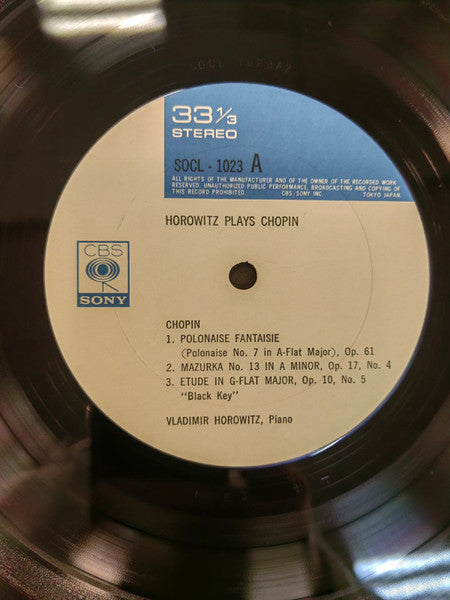 33 1/3
STEREO
SOCL - 1023 A
ALL RIGHTS OF THE MANUFACTURER AND OF THE OWNER OF THE RECORDED WORK
RESERVED. UNAUTHORIZED PUBLIC PERFORMANCE, BROADCASTING AND COPYING OF
THIS RECORD PROHIBITED. CBS/SONY INC. TOKYO JAPAN.
HOROWITZ PLAYS CHOPIN
CBS
SONY
CHOPIN
1. POLONAISE FANTAISIE
(Polonaise No. 7 in A-Flat Major), Op. 61
2. MAZURKA No. 13 IN A MINOR, Op. 17, No. 4
3. ETUDE IN G-FLAT MAJOR, Op. 10, No. 5
"Black Key"
VLADIMIR HOROWITZ, Piano